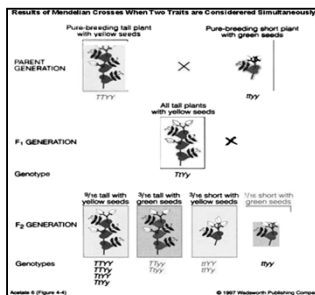 Results of Mendelian Crosses When Two Traits are Considered Simultaneously
Pure-breeding tall plant
with yellow seeds
Pure-breeding short plant
with green seeds
PARENT
GENERATION
×
TTYY
ttyy
All tall plants
with yellow seeds
F₁ GENERATION
×
Genotype
TtYy
9/16 tall with
yellow seeds
3/16 tall with
green seeds
3/16 short with
yellow seeds
1/16 short with
green seeds
F₂ GENERATION
Genotypes
TTYY
TTYy
TtYY
TtYy
TTyy
Ttyy
ttYY
ttYy
ttyy
Acetate 6 (Figure 4-4)
© 1997 Wadsworth Publishing Compa